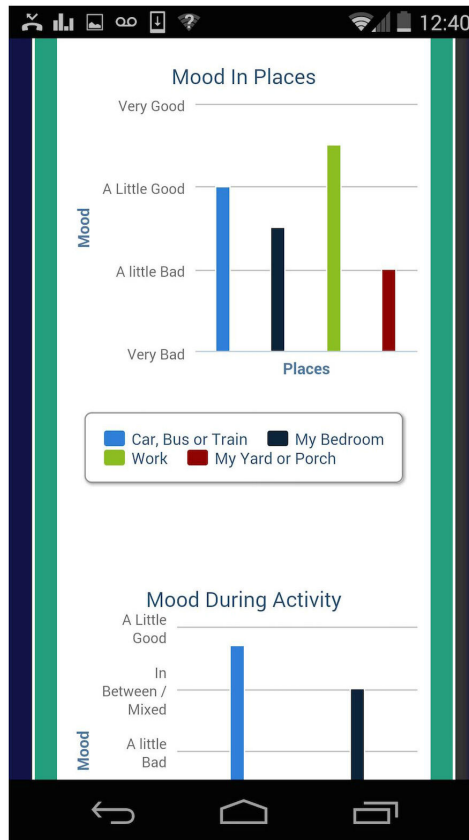 12:40
Mood In Places
Very Good
A Little Good
A little Bad
Very Bad
Mood
Places
Car, Bus or Train My Bedroom
Work My Yard or Porch
Mood During Activity
A Little
Good
In
Between /
Mixed
A little
Bad
Mood